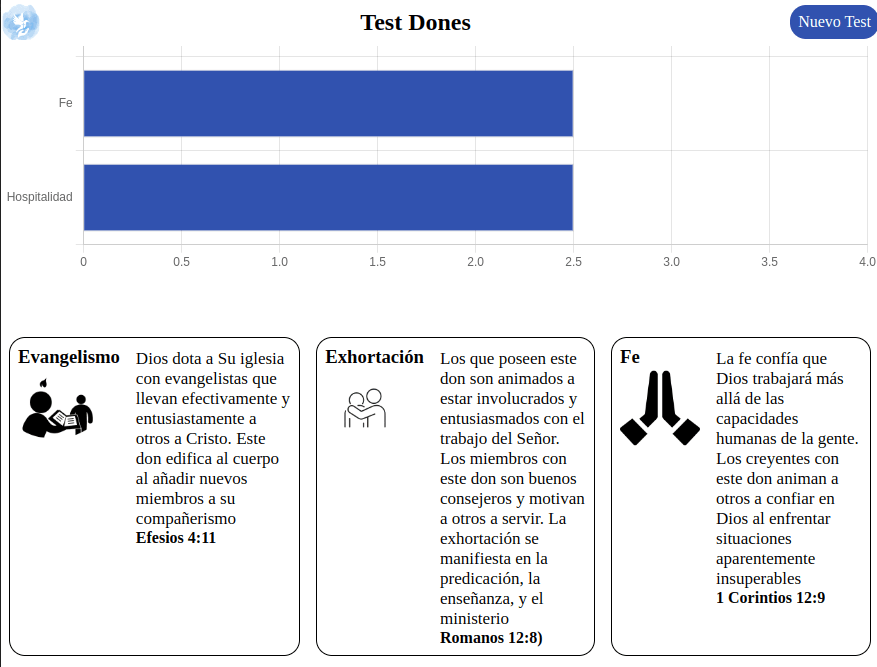 Test Dones
Nuevo Test
Fe
Hospitalidad
0 0.5 1.0 1.5 2.0 2.5 3.0 3.5 4.0
Evangelismo
Dios dota a Su iglesia
con evangelistas que
llevan efectivamente y
entusiastamente a
otros a Cristo. Este
don edifica al cuerpo
al añadir nuevos
miembros a su
compañerismo
Efesios 4:11
Exhortación
Los que poseen este
don son animados a
estar involucrados y
entusiasmados con el
trabajo del Señor.
Los miembros con
este don son buenos
consejeros y motivan
a otros a servir. La
exhortación se
manifiesta en la
predicación, la
enseñanza, y el
ministerio
Romanos 12:8)
Fe
La fe confía que
Dios trabajará más
allá de las
capacidades
humanas de la gente.
Los creyentes con
este don animan a
otros a confiar en
Dios al enfrentar
situaciones
aparentemente
insuperables
1 Corintios 12:9